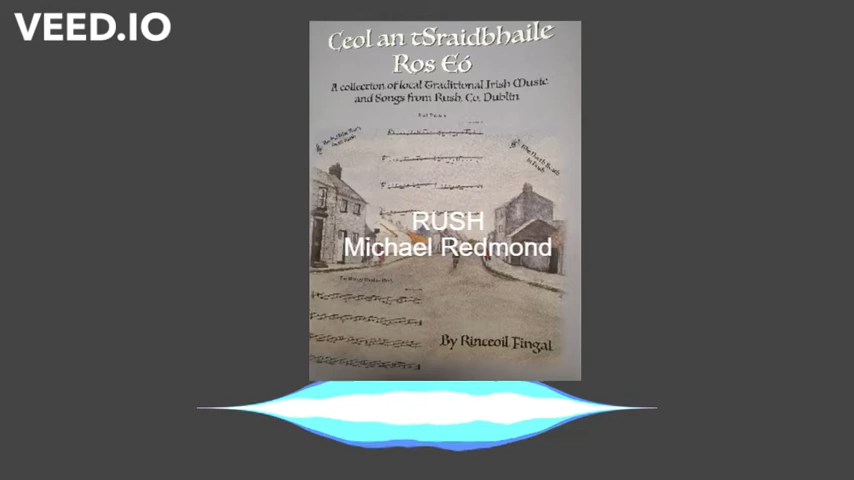 VEED.IO
Ceol an tSraidbhaile
Ros Eó
A collection of local Traditional Irish Music
and Songs from Rush, Co. Dublin
RUSH
Michael Redmond
By Rinceoil Fingal